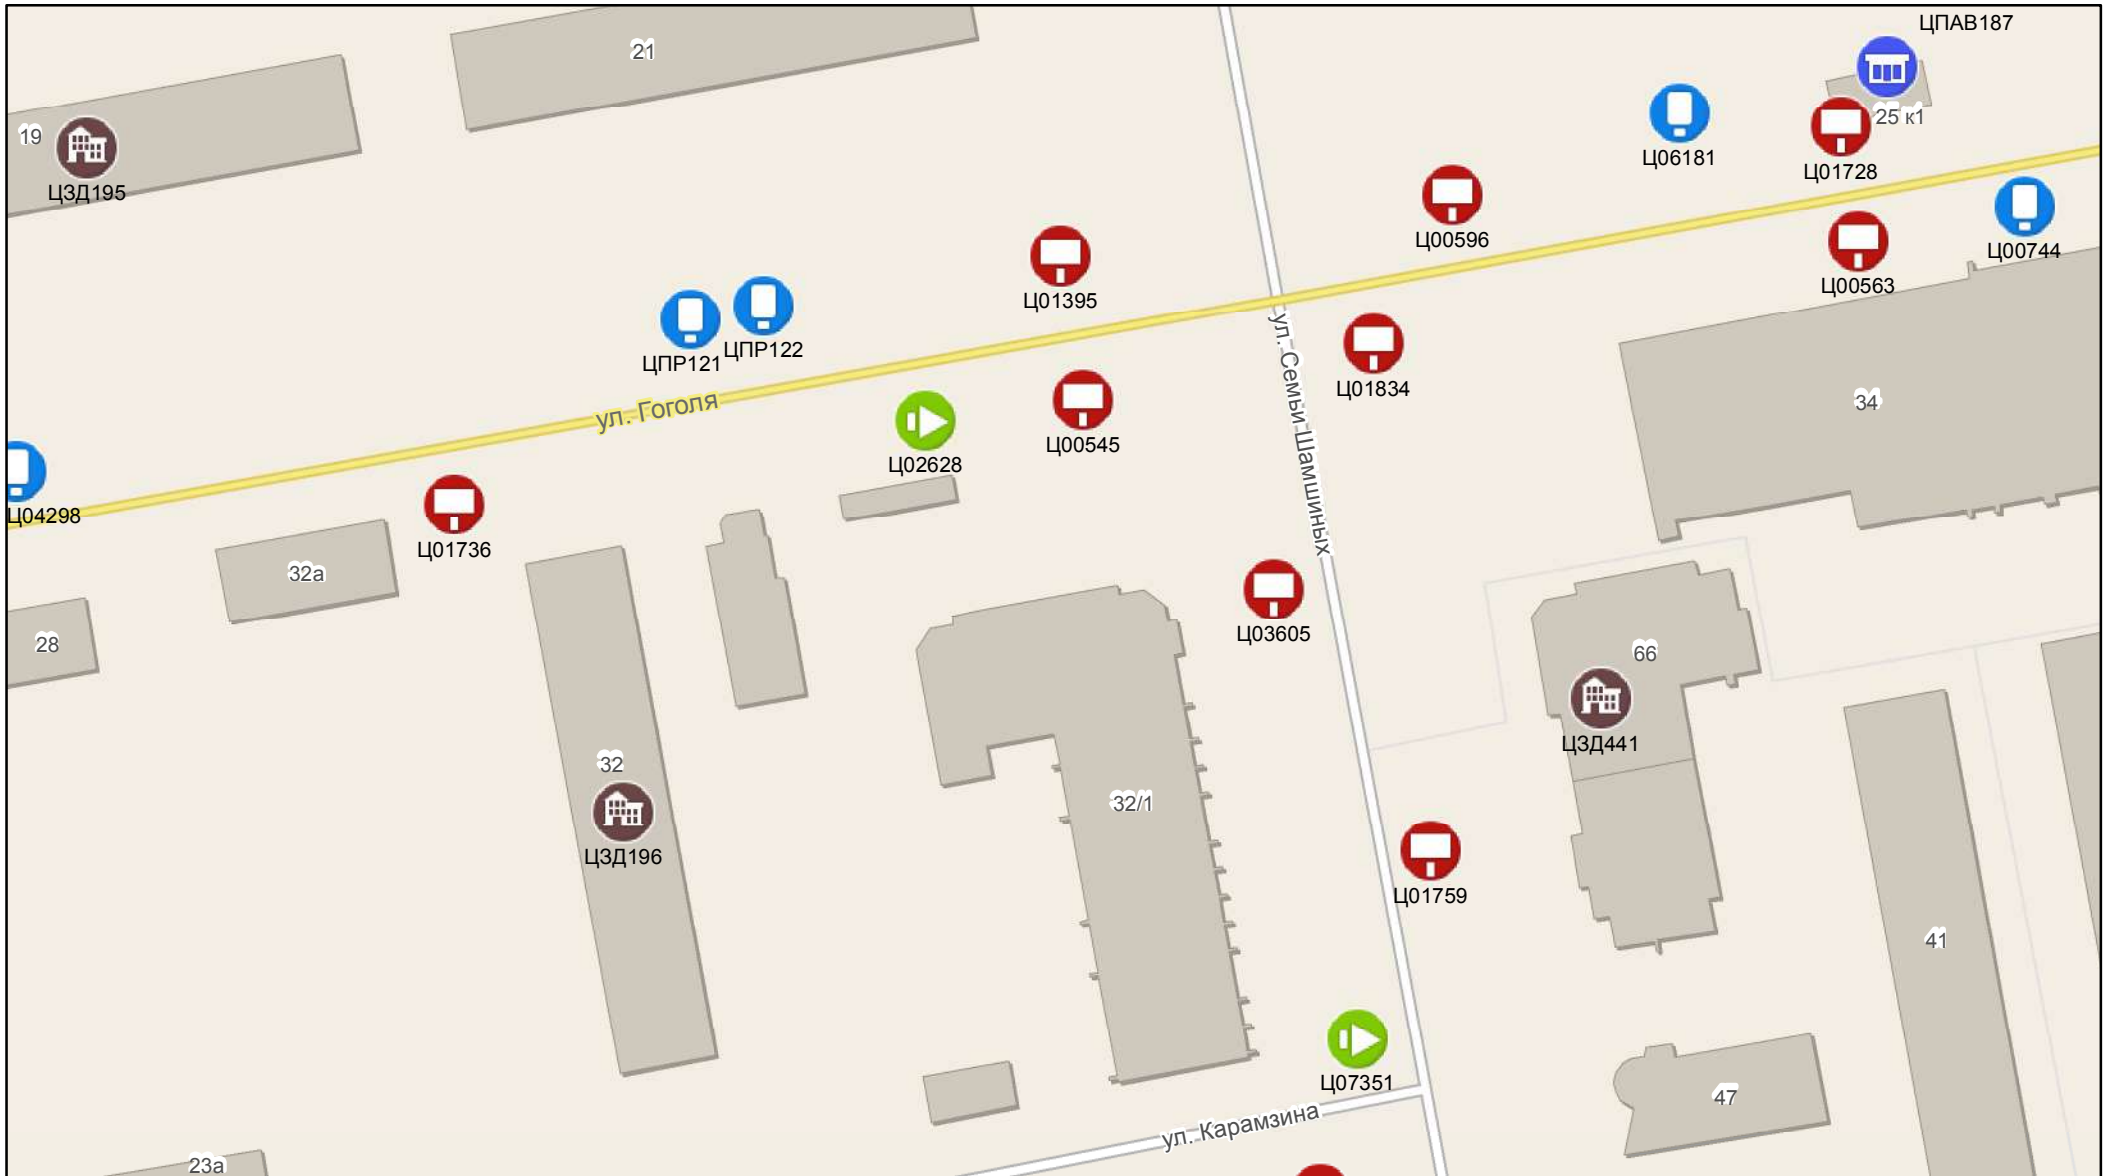 ЦПАВ187
21
25 к1
19
Ц06181
Ц01728
ЦЗД195
Ц00596
Ц00744
Ц00563
Ц01395
ЦПР121
ЦПР122
ул. Гоголя
ул. Семьи Шамшиных
Ц01834
34
Ц00545
Ц02628
Ц04298
Ц01736
32а
Ц03605
28
66
ЦЗД441
32
32/1
ЦЗД196
Ц01759
41
Ц07351
47
ул. Карамзина
23а